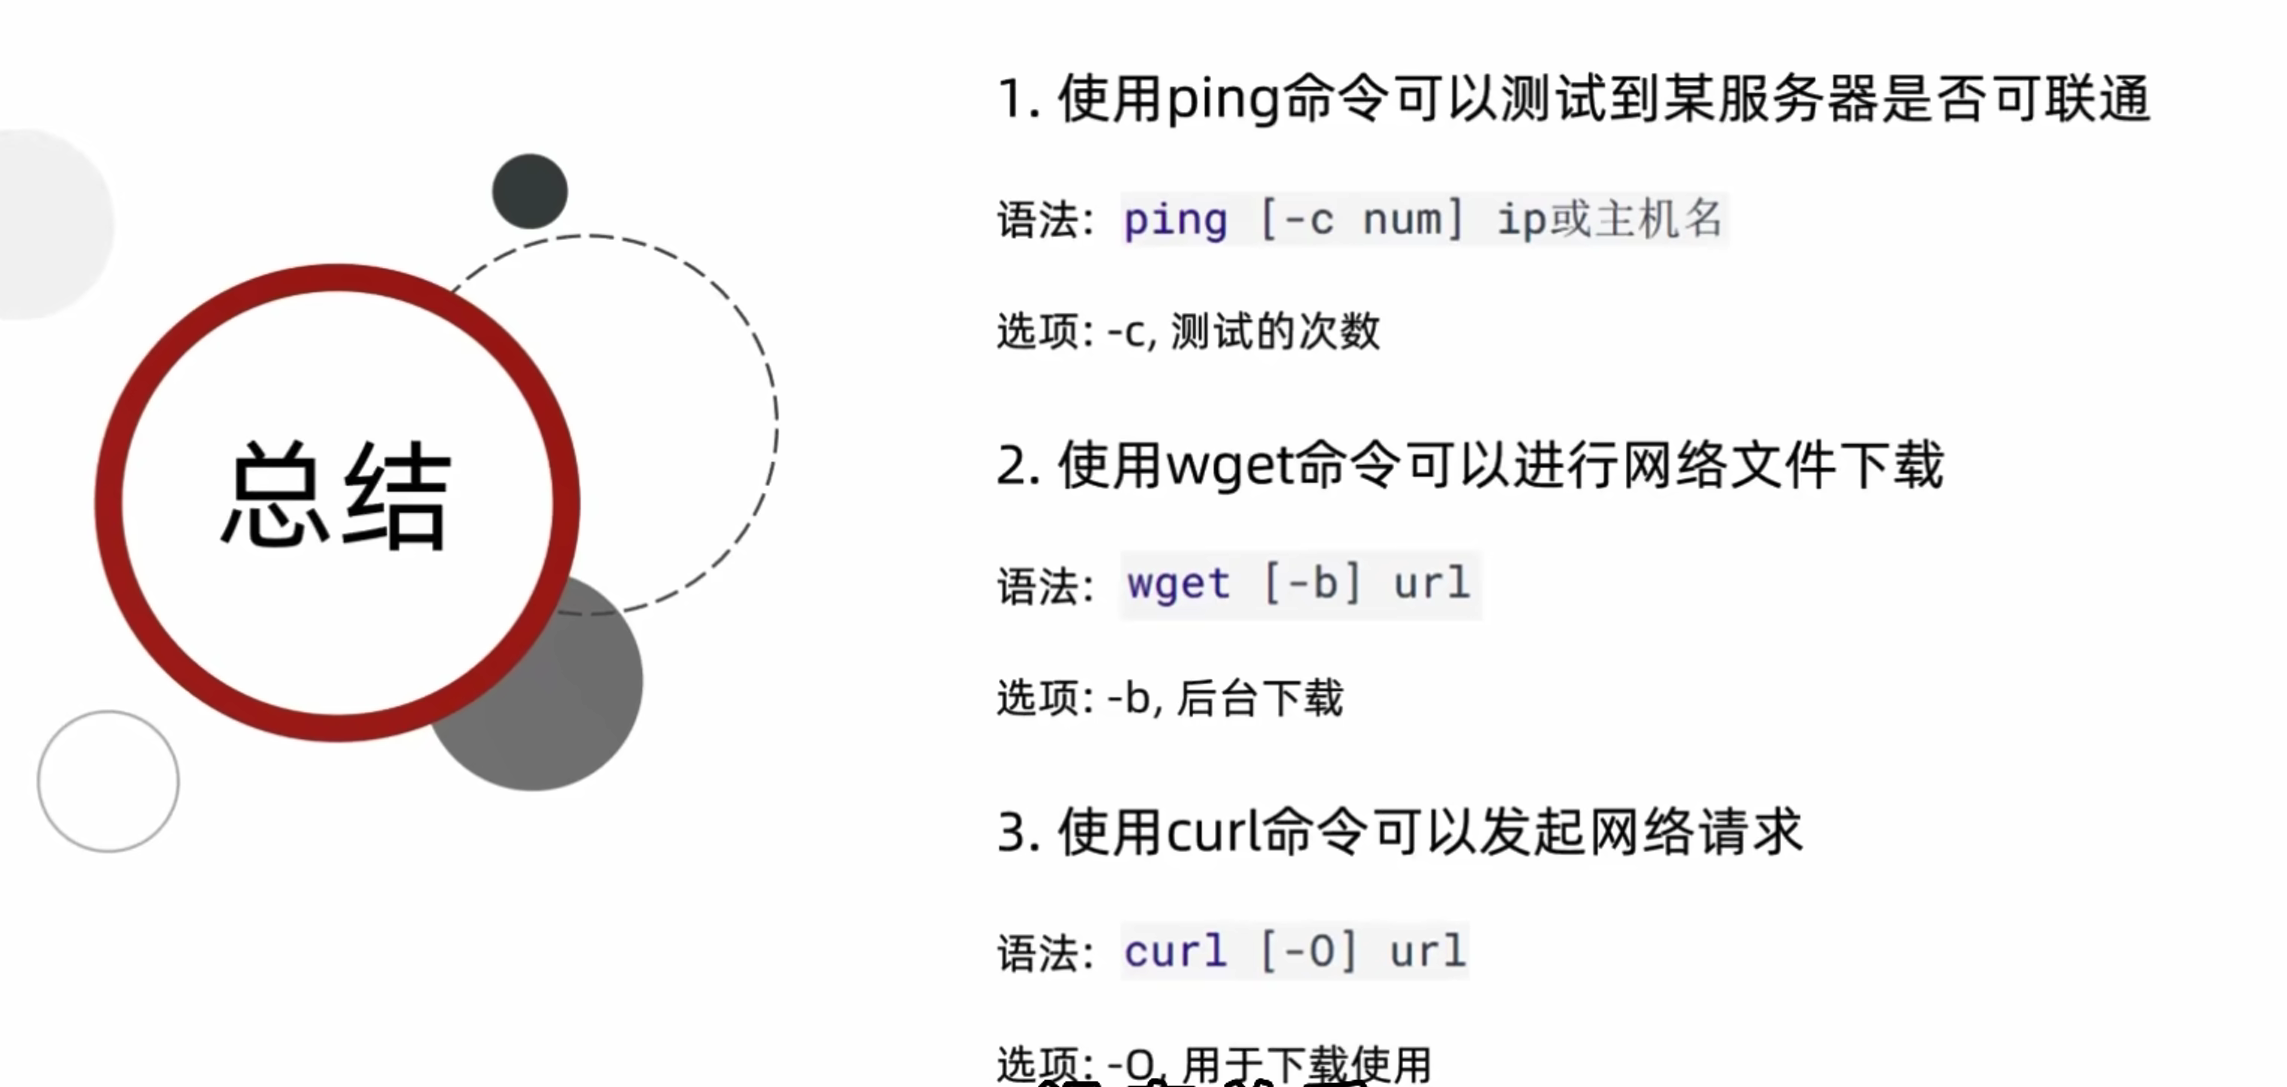 总结
1. 使用ping命令可以测试到某服务器是否可联通
语法: ping [-c num] ip或主机名
选项: -c, 测试的次数
2. 使用wget命令可以进行网络文件下载
语法: wget [-b] url
选项: -b, 后台下载
3. 使用curl命令可以发起网络请求
语法: curl [-O] url
选项: -O, 用于下载使用